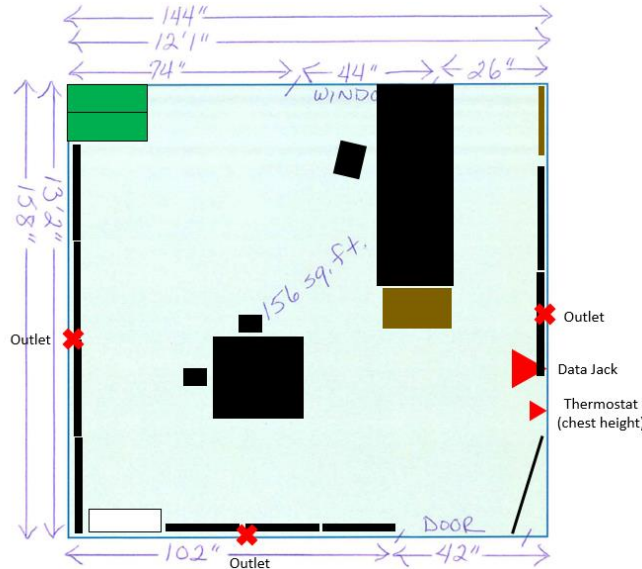 144"
12'1"
74" 44" 26"
WINDO
158"
13'2"
156 sq. ft.
Outlet
Outlet
Data Jack
Thermostat
(chest height)
DOOR
102" 42"
Outlet